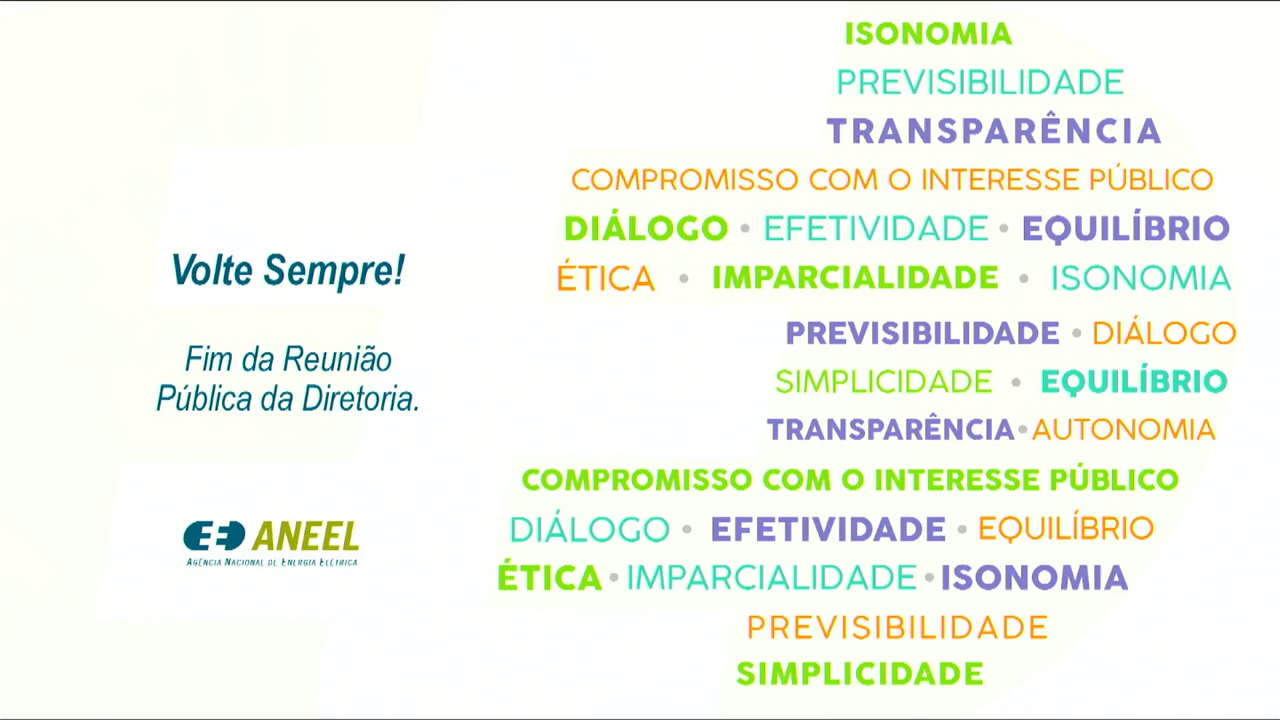 Volte Sempre!
Fim da Reunião
Pública da Diretoria.
ANEEL
AGÊNCIA NACIONAL DE ENERGIA ELÉTRICA
ISONOMIA
PREVISIBILIDADE
TRANSPARÊNCIA
COMPROMISSO COM O INTERESSE PÚBLICO
DIÁLOGO • EFETIVIDADE • EQUILÍBRIO
ÉTICA • IMPARCIALIDADE • ISONOMIA
PREVISIBILIDADE • DIÁLOGO
SIMPLICIDADE • EQUILÍBRIO
TRANSPARÊNCIA • AUTONOMIA
COMPROMISSO COM O INTERESSE PÚBLICO
DIÁLOGO • EFETIVIDADE • EQUILÍBRIO
ÉTICA • IMPARCIALIDADE • ISONOMIA
PREVISIBILIDADE
SIMPLICIDADE